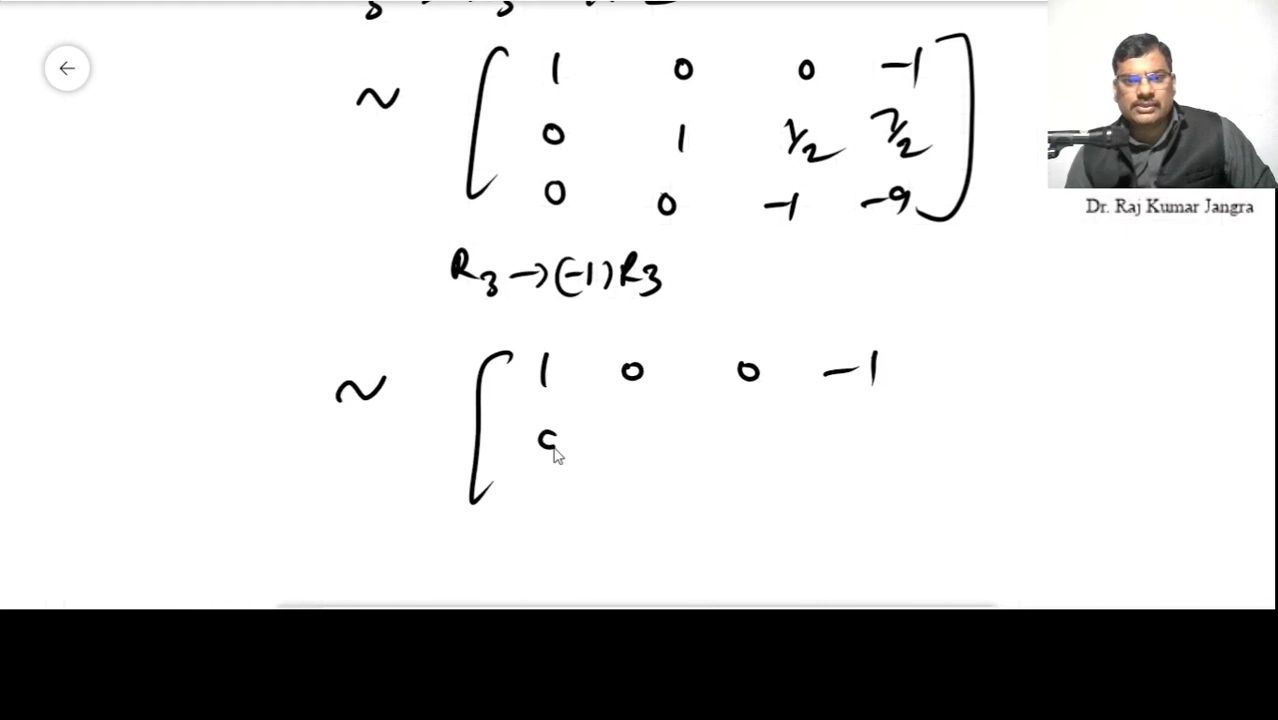 ~ [ 1 0 0 -1
0 1 1/2 7/2
0 0 -1 -9 ]
Dr. Raj Kumar Jangra
R3 → (-1) R3
~ [ 1 0 0 -1
0